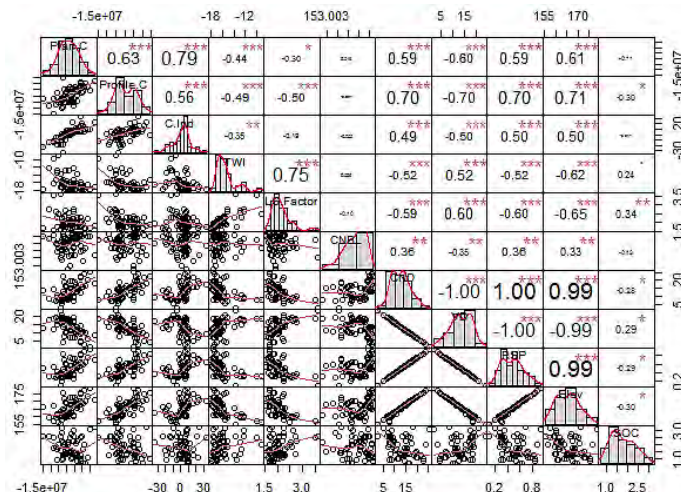 -1.5e+07 -18 -12 153.003 5 15 155 170
Plan C 0.63 *** 0.79 *** -0.44 *** -0.30 * 0.59 *** -0.60 *** 0.59 *** 0.61 ***
Profile C 0.56 *** -0.49 *** -0.50 *** 0.70 *** -0.70 *** 0.70 *** 0.71 *** -0.30 *
-1.5e+07
C.Ind -0.35 ** 0.49 *** -0.50 *** 0.50 *** 0.50 ***
-30 20
-18 -10
TWI 0.75 *** -0.52 *** 0.52 *** -0.52 *** -0.62 *** 0.24
LS Factor -0.59 *** 0.60 *** -0.60 *** -0.65 *** 0.34 **
1.5 3.5
153.003
0.36 ** -0.35 ** 0.36 ** 0.33 **
CND -1.00 *** 1.00 *** 0.99 *** -0.28 *
5 20
-1.00 *** -0.99 *** 0.29 *
0.99 *** -0.29 *
0.2
155 175
Elev -0.30 *
SOC
1.0 3.0
-1.5e+07 -30 0 30 1.5 3.0 5 15 0.2 0.8 1.0 2.5